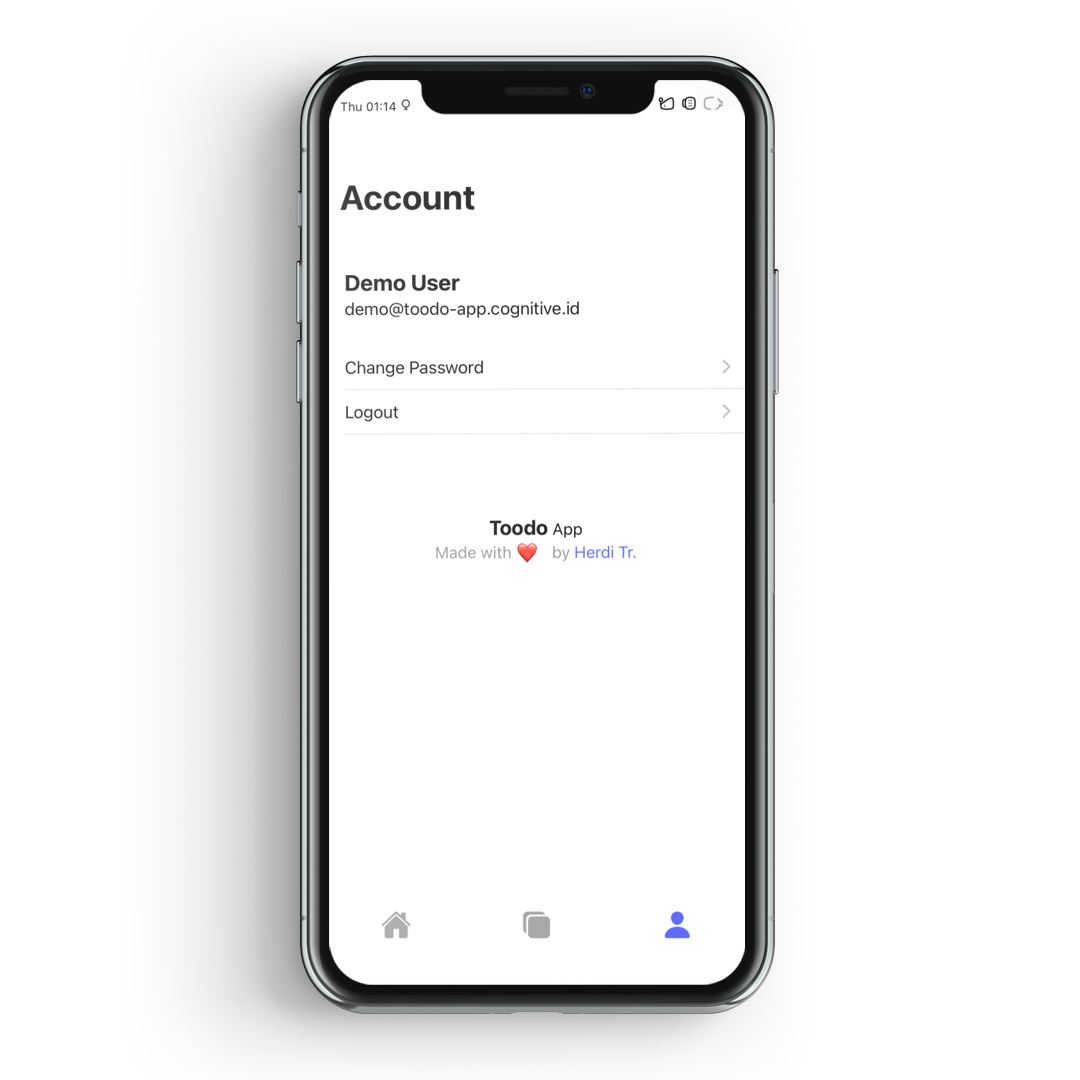 Thu 01:14
Account
Demo User
demo@toodo-app.cognitive.id
Change Password
Logout
Toodo App
Made with ❤️ by Herdi Tr.